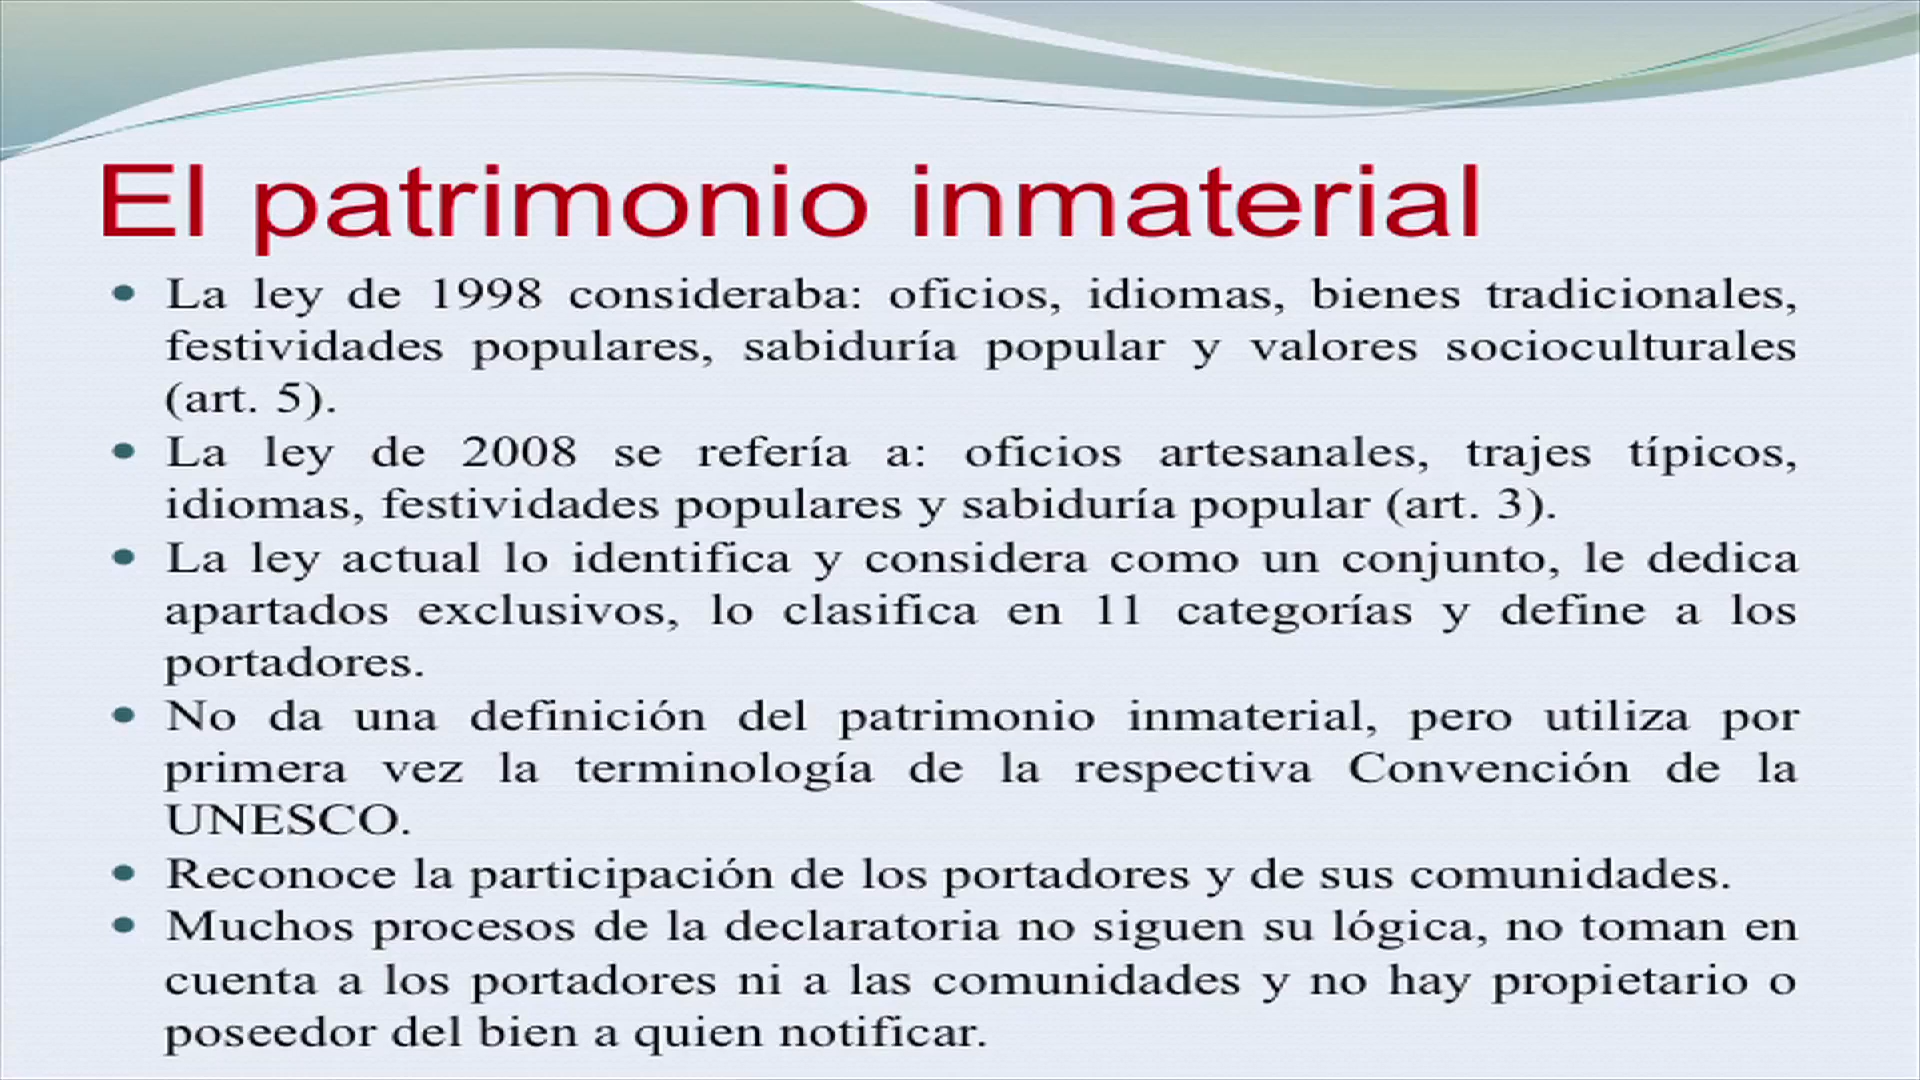 El patrimonio inmaterial
• La ley de 1998 consideraba: oficios, idiomas, bienes tradicionales,
festividades populares, sabiduría popular y valores socioculturales
(art. 5).
• La ley de 2008 se refería a: oficios artesanales, trajes típicos,
idiomas, festividades populares y sabiduría popular (art. 3).
• La ley actual lo identifica y considera como un conjunto, le dedica
apartados exclusivos, lo clasifica en 11 categorías y define a los
portadores.
• No da una definición del patrimonio inmaterial, pero utiliza por
primera vez la terminología de la respectiva Convención de la
UNESCO.
• Reconoce la participación de los portadores y de sus comunidades.
• Muchos procesos de la declaratoria no siguen su lógica, no toman en
cuenta a los portadores ni a las comunidades y no hay propietario o
poseedor del bien a quien notificar.